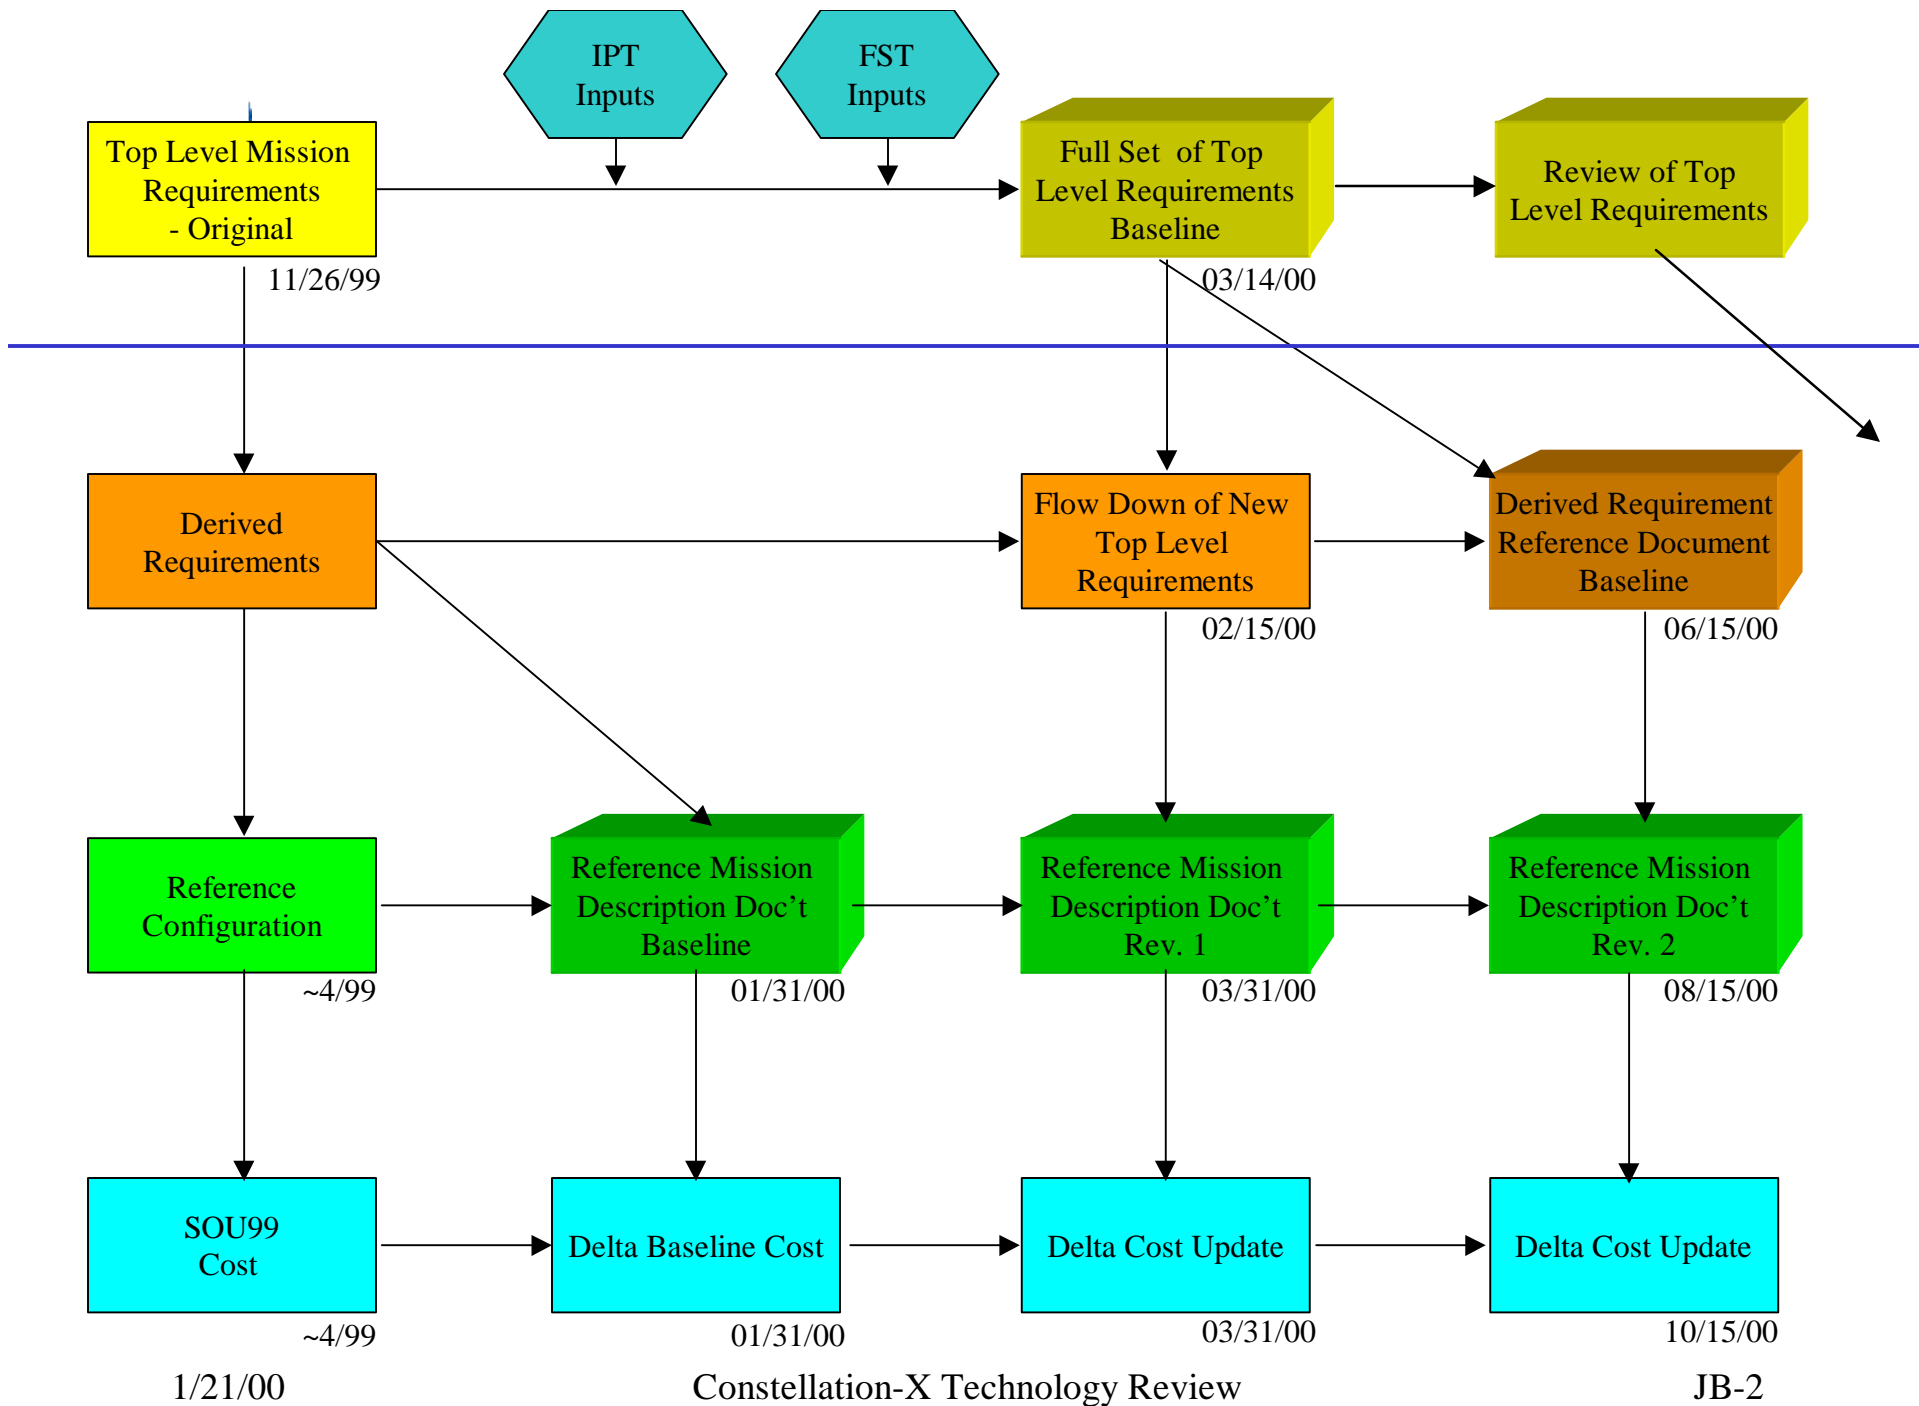 IPT
Inputs
FST
Inputs
Top Level Mission
Requirements
- Original
11/26/99
Full Set of Top
Level Requirements
Baseline
03/14/00
Review of Top
Level Requirements
Derived
Requirements
Flow Down of New
Top Level
Requirements
02/15/00
Derived Requirement
Reference Document
Baseline
06/15/00
Reference
Configuration
~4/99
Reference Mission
Description Doc’t
Baseline
01/31/00
Reference Mission
Description Doc’t
Rev. 1
03/31/00
Reference Mission
Description Doc’t
Rev. 2
08/15/00
SOU99
Cost
~4/99
Delta Baseline Cost
01/31/00
Delta Cost Update
03/31/00
Delta Cost Update
10/15/00
1/21/00
Constellation-X Technology Review
JB-2